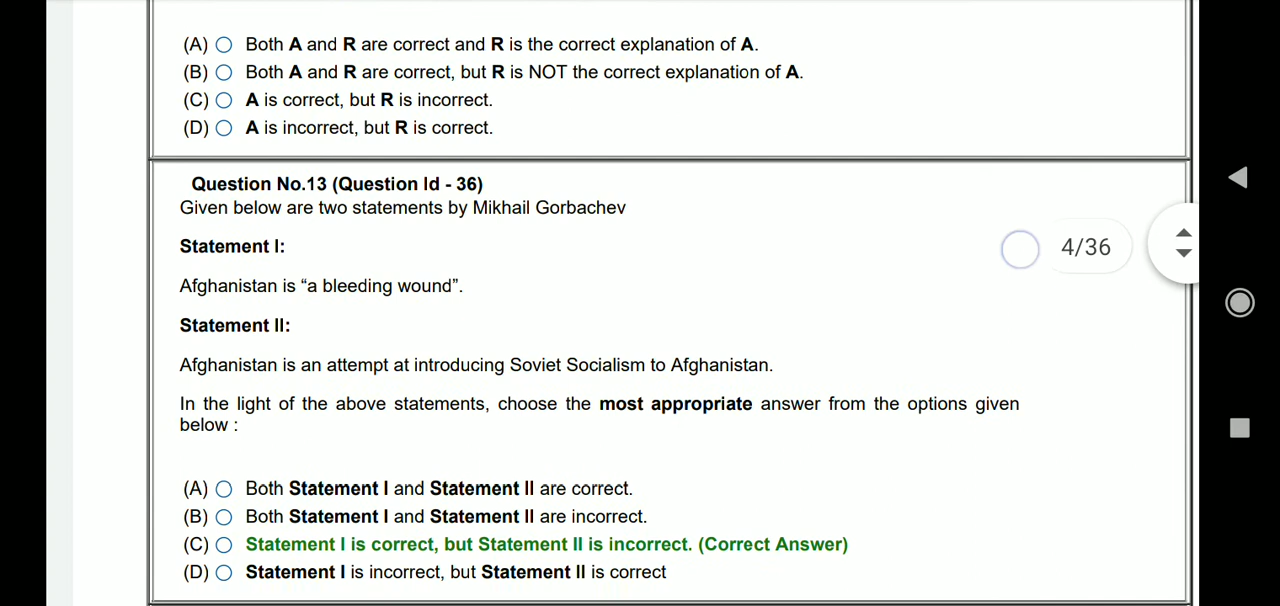 (A) Both A and R are correct and R is the correct explanation of A.
(B) Both A and R are correct, but R is NOT the correct explanation of A.
(C) A is correct, but R is incorrect.
(D) A is incorrect, but R is correct.
Question No.13 (Question Id - 36)
Given below are two statements by Mikhail Gorbachev
Statement I:
4/36
Afghanistan is “a bleeding wound”.
Statement II:
Afghanistan is an attempt at introducing Soviet Socialism to Afghanistan.
In the light of the above statements, choose the most appropriate answer from the options given
below :
(A) Both Statement I and Statement II are correct.
(B) Both Statement I and Statement II are incorrect.
(C) Statement I is correct, but Statement II is incorrect. (Correct Answer)
(D) Statement I is incorrect, but Statement II is correct